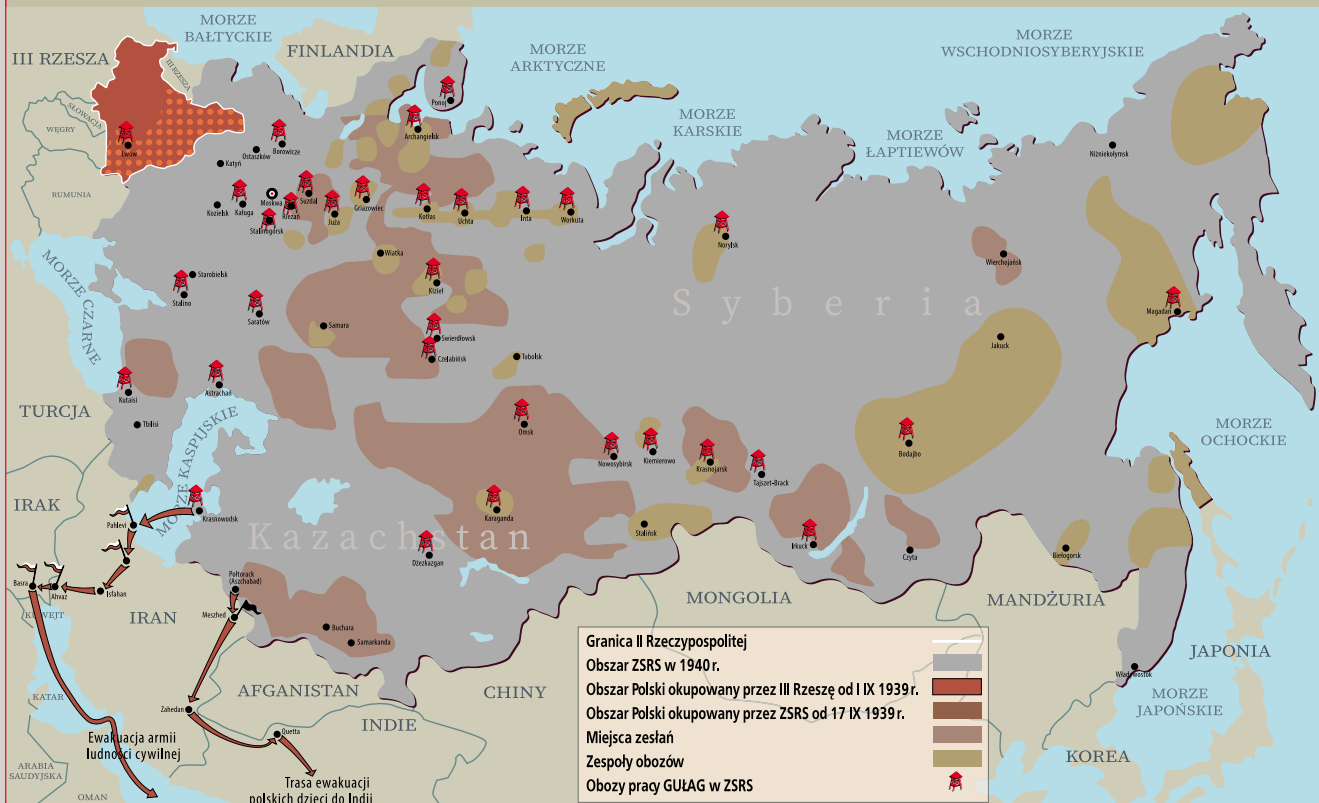 MORZE
BAŁTYCKIE
FINLANDIA
MORZE
ARKTYCZNE
MORZE
WSCHODNIOSYBERYJSKIE
III RZESZA
III RZESZA
SŁOWACJA
WĘGRY
RUMUNIA
MORZE
KARSKIE
MORZE
ŁAPTIEWÓW
Ponoj
Archangielsk
Lwów
Ostaszków
Borowicze
Katyń
Niżniekołymsk
Kozielsk
Kaługa
Moskwa
Stalinogorsk
Riezań
Suzdal
Juża
Griazowiec
Kotłas
Uchta
Inta
Workuta
Norylsk
Wiatka
Wierchojańsk
MORZE CZARNE
Starobielsk
Stalino
Saratów
Kizieł
Syberia
Magadan
Samara
Swierdłowsk
Czelabińsk
Tobolsk
Jakuck
Kutaisi
Astrachań
TURCJA
Tbilisi
MORZE KASPIJSKIE
Omsk
Nowosybirsk
Kiemierowo
Krasnojarsk
Tajszet-Brack
Bodajbo
MORZE
OCHOCKIE
IRAK
Pahlevi
Krasnowodsk
Karaganda
Kazachstan
Stalińsk
Irkuck
Czyta
Biełogorsk
Dżezkazgan
Basra
Ahvaz
Isfahan
KUWEJT
IRAN
Połtorack
(Aszchabad)
Meszhed
Buchara
Samarkanda
MONGOLIA
MANDŻURIA
JAPONIA
Władywostok
MORZE
JAPOŃSKIE
KOREA
KATAR
AFGANISTAN
CHINY
INDIE
Zahedan
Quetta
Ewakuacja armii
ludności cywilnej
ARABIA
SAUDYJSKA
OMAN
Trasa ewakuacji
polskich dzieci do Indii
Granica II Rzeczypospolitej
Obszar ZSRS w 1940 r.
Obszar Polski okupowany przez III Rzeszę od I IX 1939 r.
Obszar Polski okupowany przez ZSRS od 17 IX 1939 r.
Miejsca zesłań
Zespoły obozów
Obozy pracy GUŁAG w ZSRS